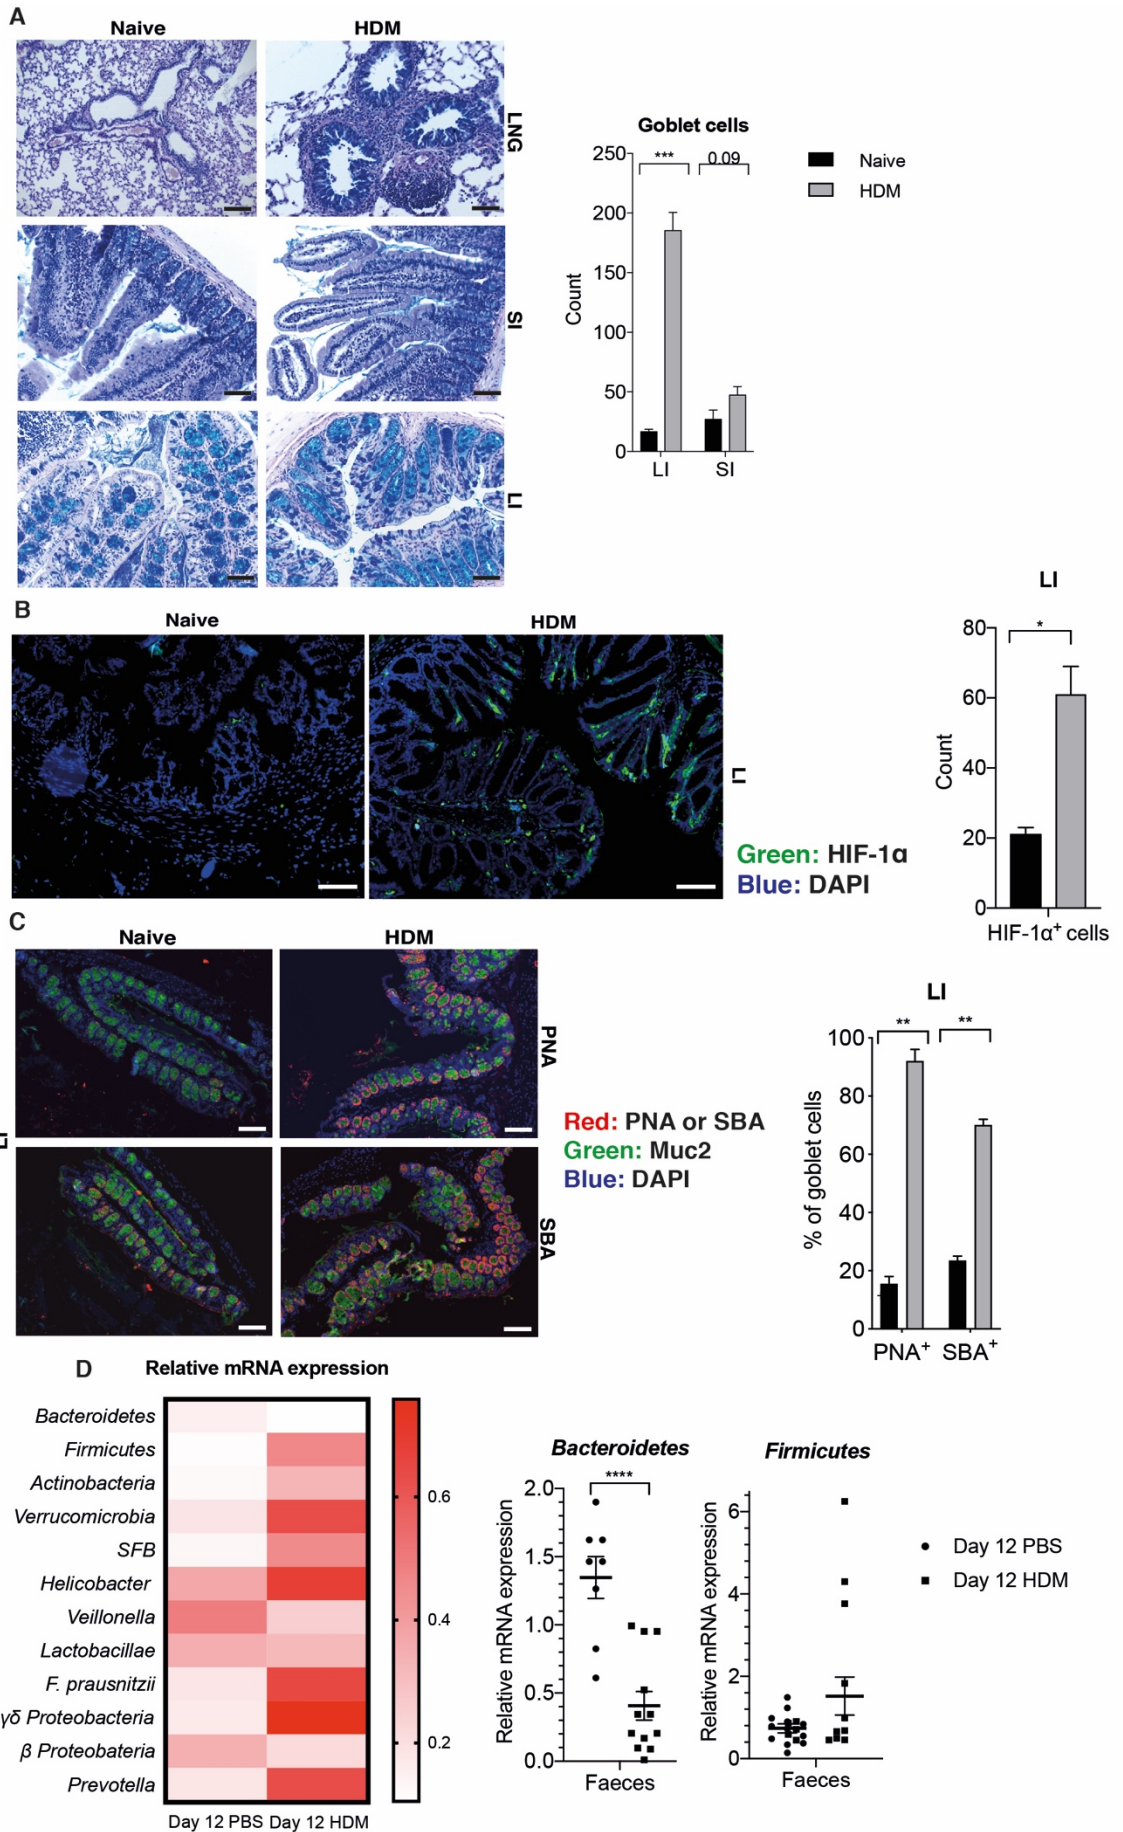 A
Naive
HDM
LNG
SI
LI
Goblet cells
***
0.09
250
200
150
100
50
0
Count
LI
SI
Naive
HDM
B
Naive
HDM
LI
Green: HIF-1α
Blue: DAPI
LI
*
80
60
40
20
0
Count
HIF-1α+ cells
C
Naive
HDM
PNA
LI
SBA
Red: PNA or SBA
Green: Muc2
Blue: DAPI
LI
**
**
100
80
60
40
20
0
% of goblet cells
PNA+ SBA+
D
Relative mRNA expression
Bacteroidetes
Firmicutes
Actinobacteria
Verrucomicrobia
SFB
Helicobacter
Veillonella
Lactobacillae
F. prausnitzii
γδ Proteobacteria
β Proteobateria
Prevotella
Day 12 PBS Day 12 HDM
0.6
0.4
0.2
Bacteroidetes
****
2.0
1.5
1.0
0.5
0.0
Relative mRNA expression
Faeces
Firmicutes
6
4
2
0
Relative mRNA expression
Faeces
Day 12 PBS
Day 12 HDM